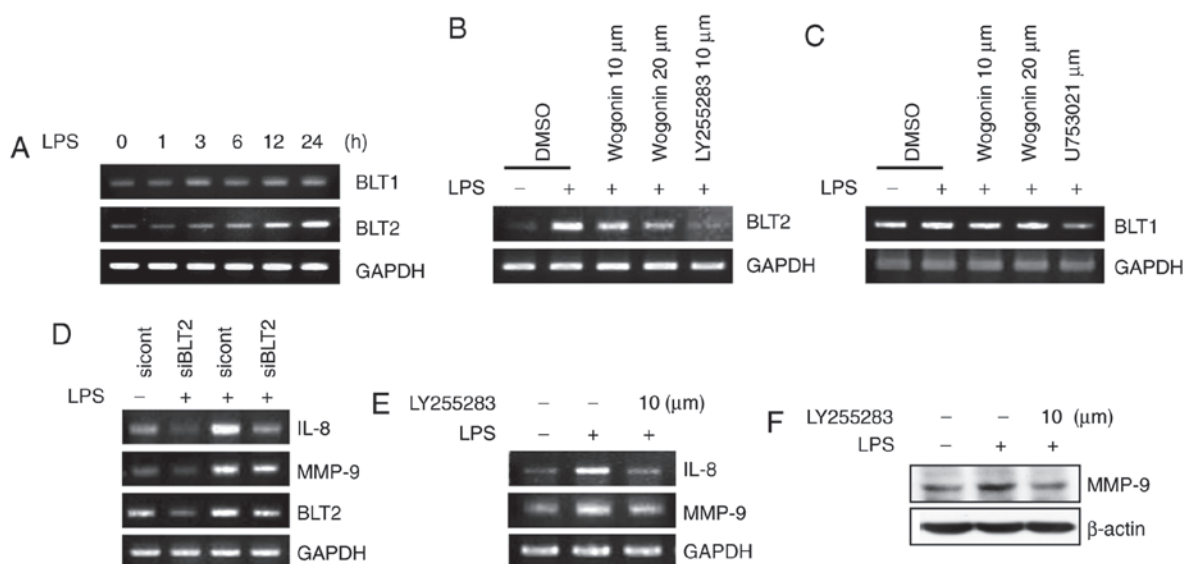 A
LPS 0 1 3 6 12 24 (h)
BLT1
BLT2
GAPDH
B
DMSO
Wogonin 10 μm
Wogonin 20 μm
LY255283 10 μm
LPS – + + + +
BLT2
GAPDH
C
DMSO
Wogonin 10 μm
Wogonin 20 μm
U753021 μm
LPS – + + + +
BLT1
GAPDH
D
sicont
siBLT2
sicont
siBLT2
LPS – + + +
IL-8
MMP-9
BLT2
GAPDH
E
LY255283 – – 10 (μm)
LPS – + +
IL-8
MMP-9
GAPDH
F
LY255283 – – 10 (μm)
LPS – + +
MMP-9
β-actin